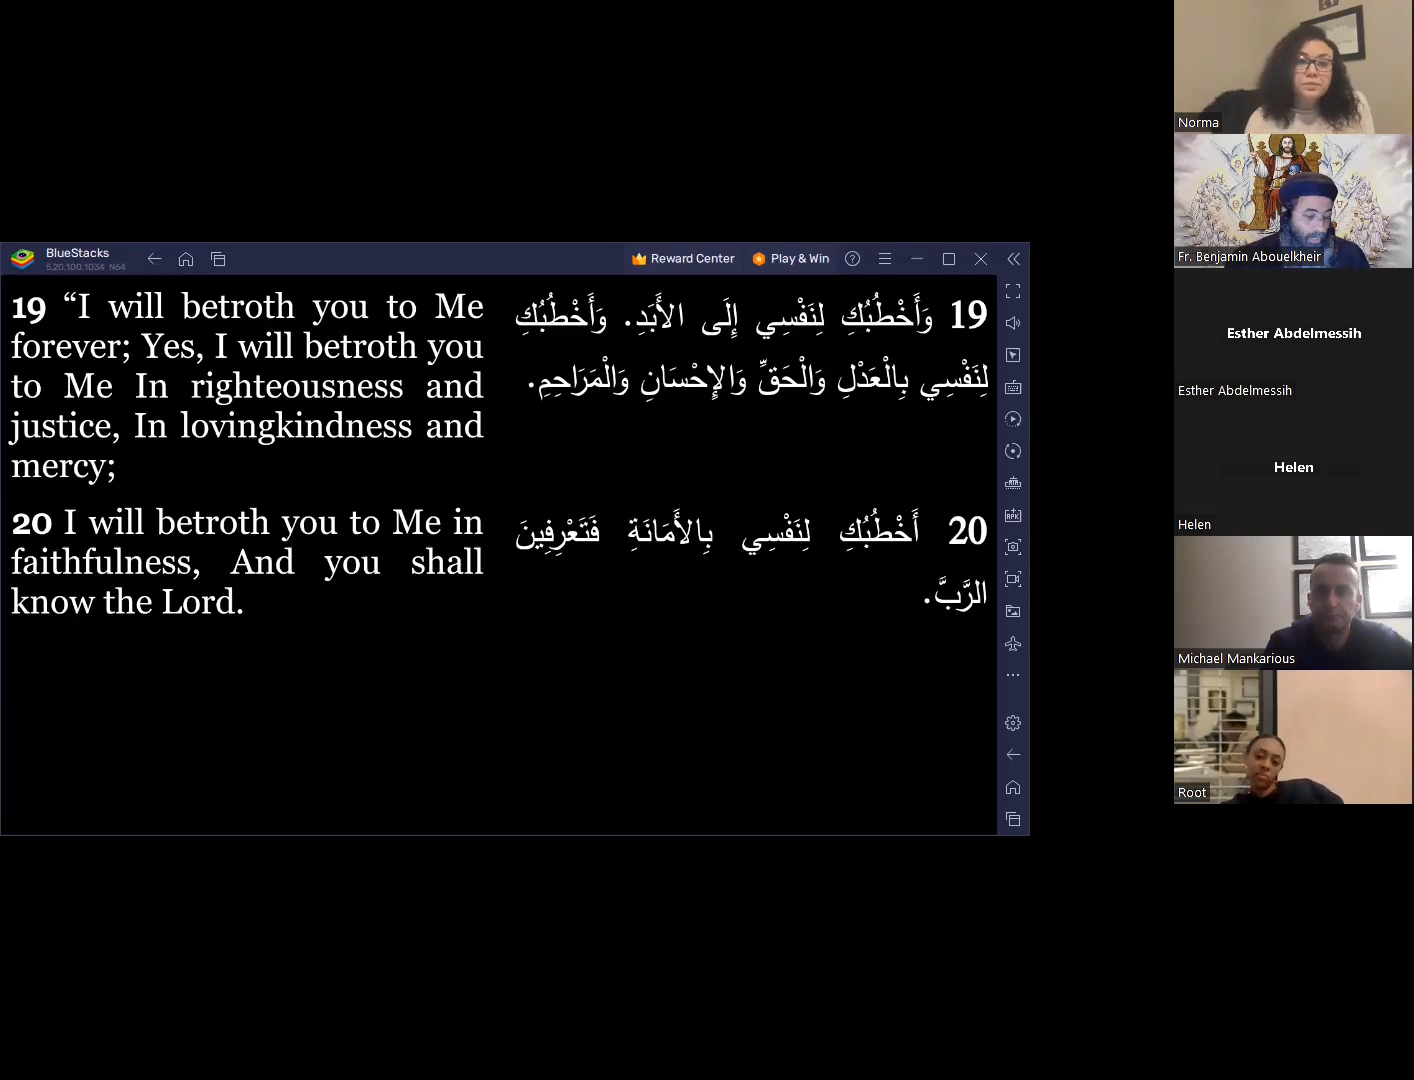 BlueStacks
5.20.100.1034 N64
Reward Center
Play & Win
19 “I will betroth you to Me
forever; Yes, I will betroth you
to Me In righteousness and
justice, In lovingkindness and
mercy;
20 I will betroth you to Me in
faithfulness, And you shall
know the Lord.
19 وَأَخْطُبُكِ لِنَفْسِي إِلَى الأَبَدِ. وَأَخْطُبُكِ
لِنَفْسِي بِالْعَدْلِ وَالْحَقِّ وَالإِحْسَانِ وَالْمَرَاحِمِ.
20 أَخْطُبُكِ لِنَفْسِي بِالأَمَانَةِ فَتَعْرِفِينَ
الرَّبَّ.
Norma
Fr. Benjamin Abouelkheir
Esther Abdelmessih
Esther Abdelmessih
Helen
Helen
Michael Mankarious
Root